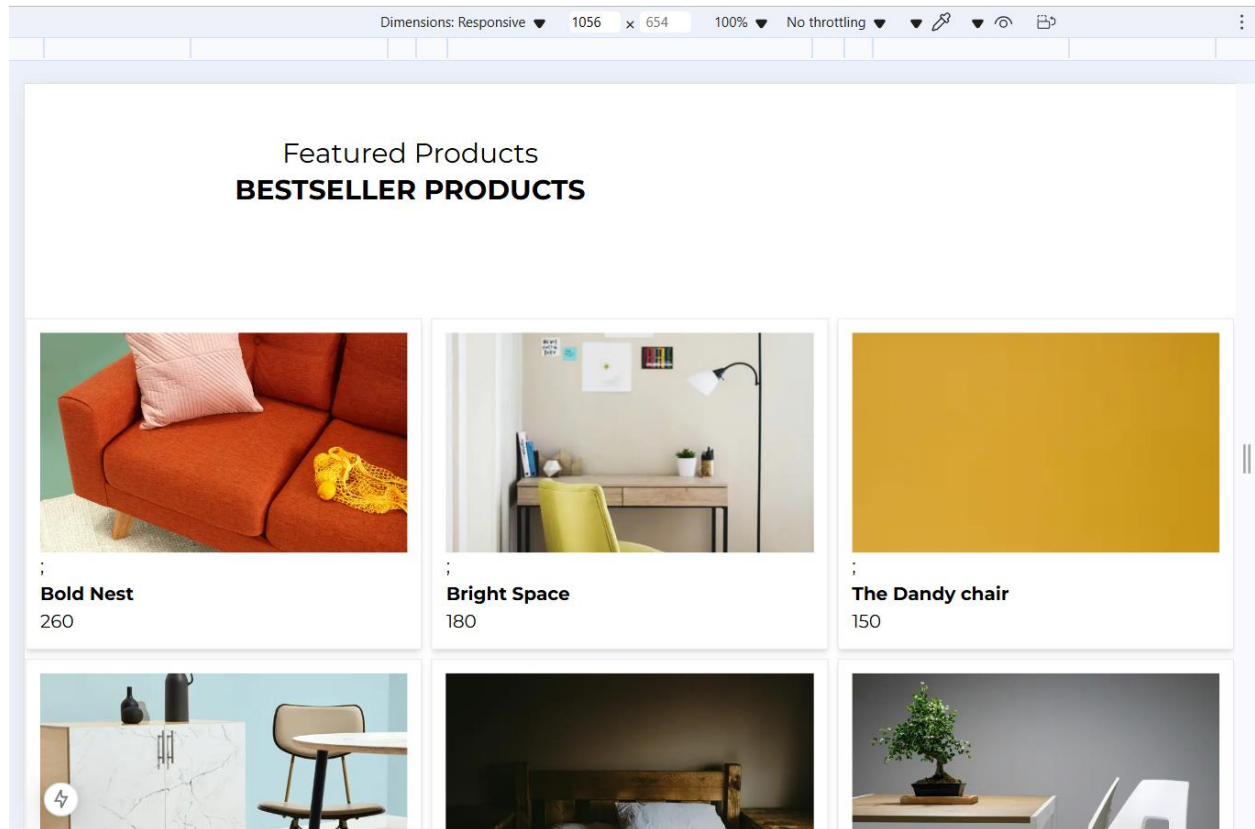 Dimensions: Responsive 1056 x 654 100% No throttling
Featured Products
BESTSELLER PRODUCTS
; ; ;
Bold Nest Bright Space The Dandy chair
260 180 150